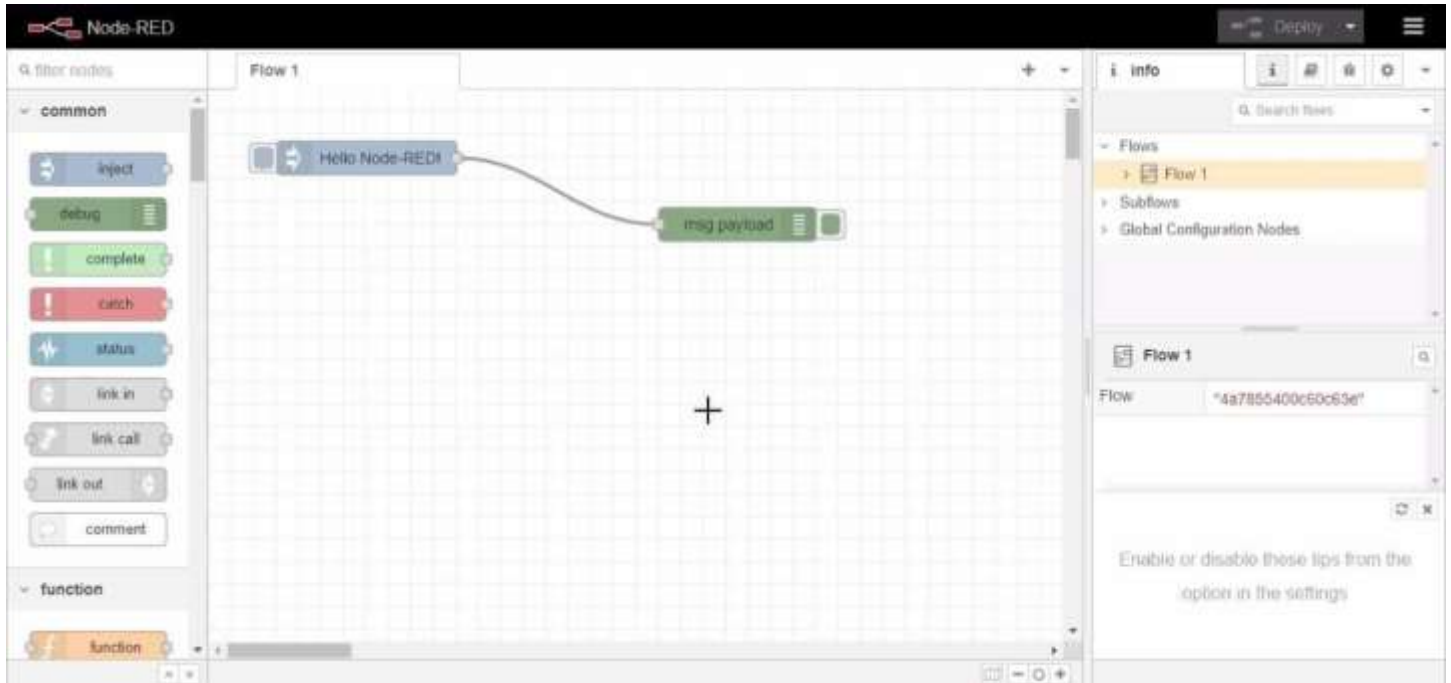 Node-RED
Deploy
filter nodes
Flow 1
i info
i
Search flows
common
inject
debug
complete
catch
status
link in
link call
link out
comment
function
function
Hello Node-RED!
msg payload
Flows
Flow 1
Subflows
Global Configuration Nodes
Flow 1
Flow "4a7855400c60c63e"
Enable or disable these tips from the
option in the settings